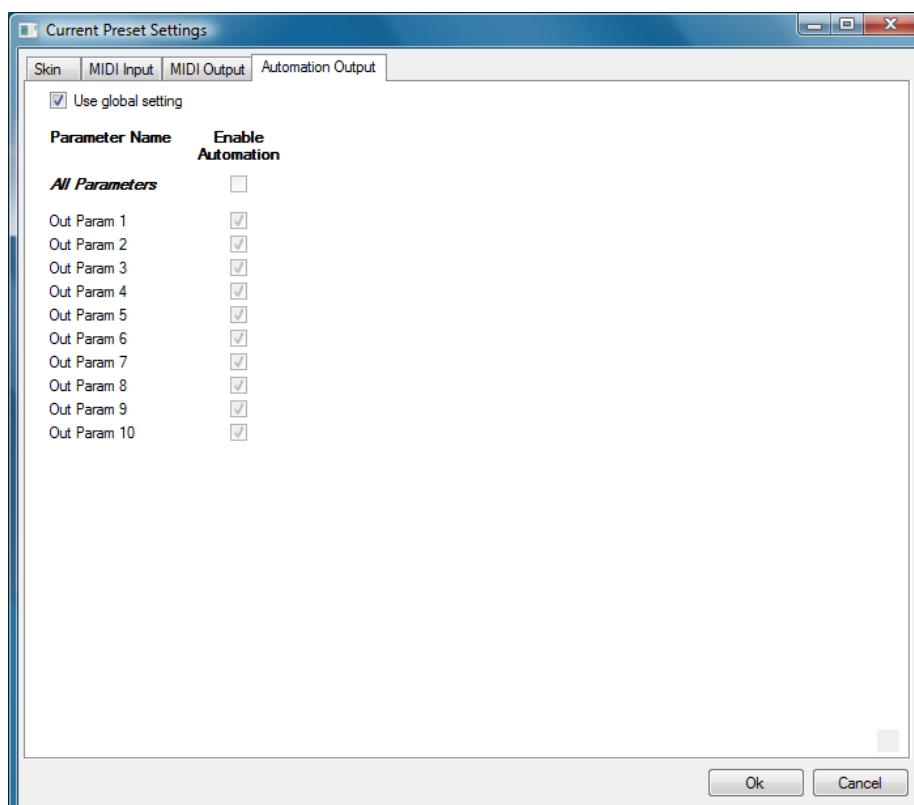 Current Preset Settings
Skin MIDI Input MIDI Output Automation Output
Use global setting
Parameter Name Enable
Automation
All Parameters
Out Param 1
Out Param 2
Out Param 3
Out Param 4
Out Param 5
Out Param 6
Out Param 7
Out Param 8
Out Param 9
Out Param 10
Ok Cancel